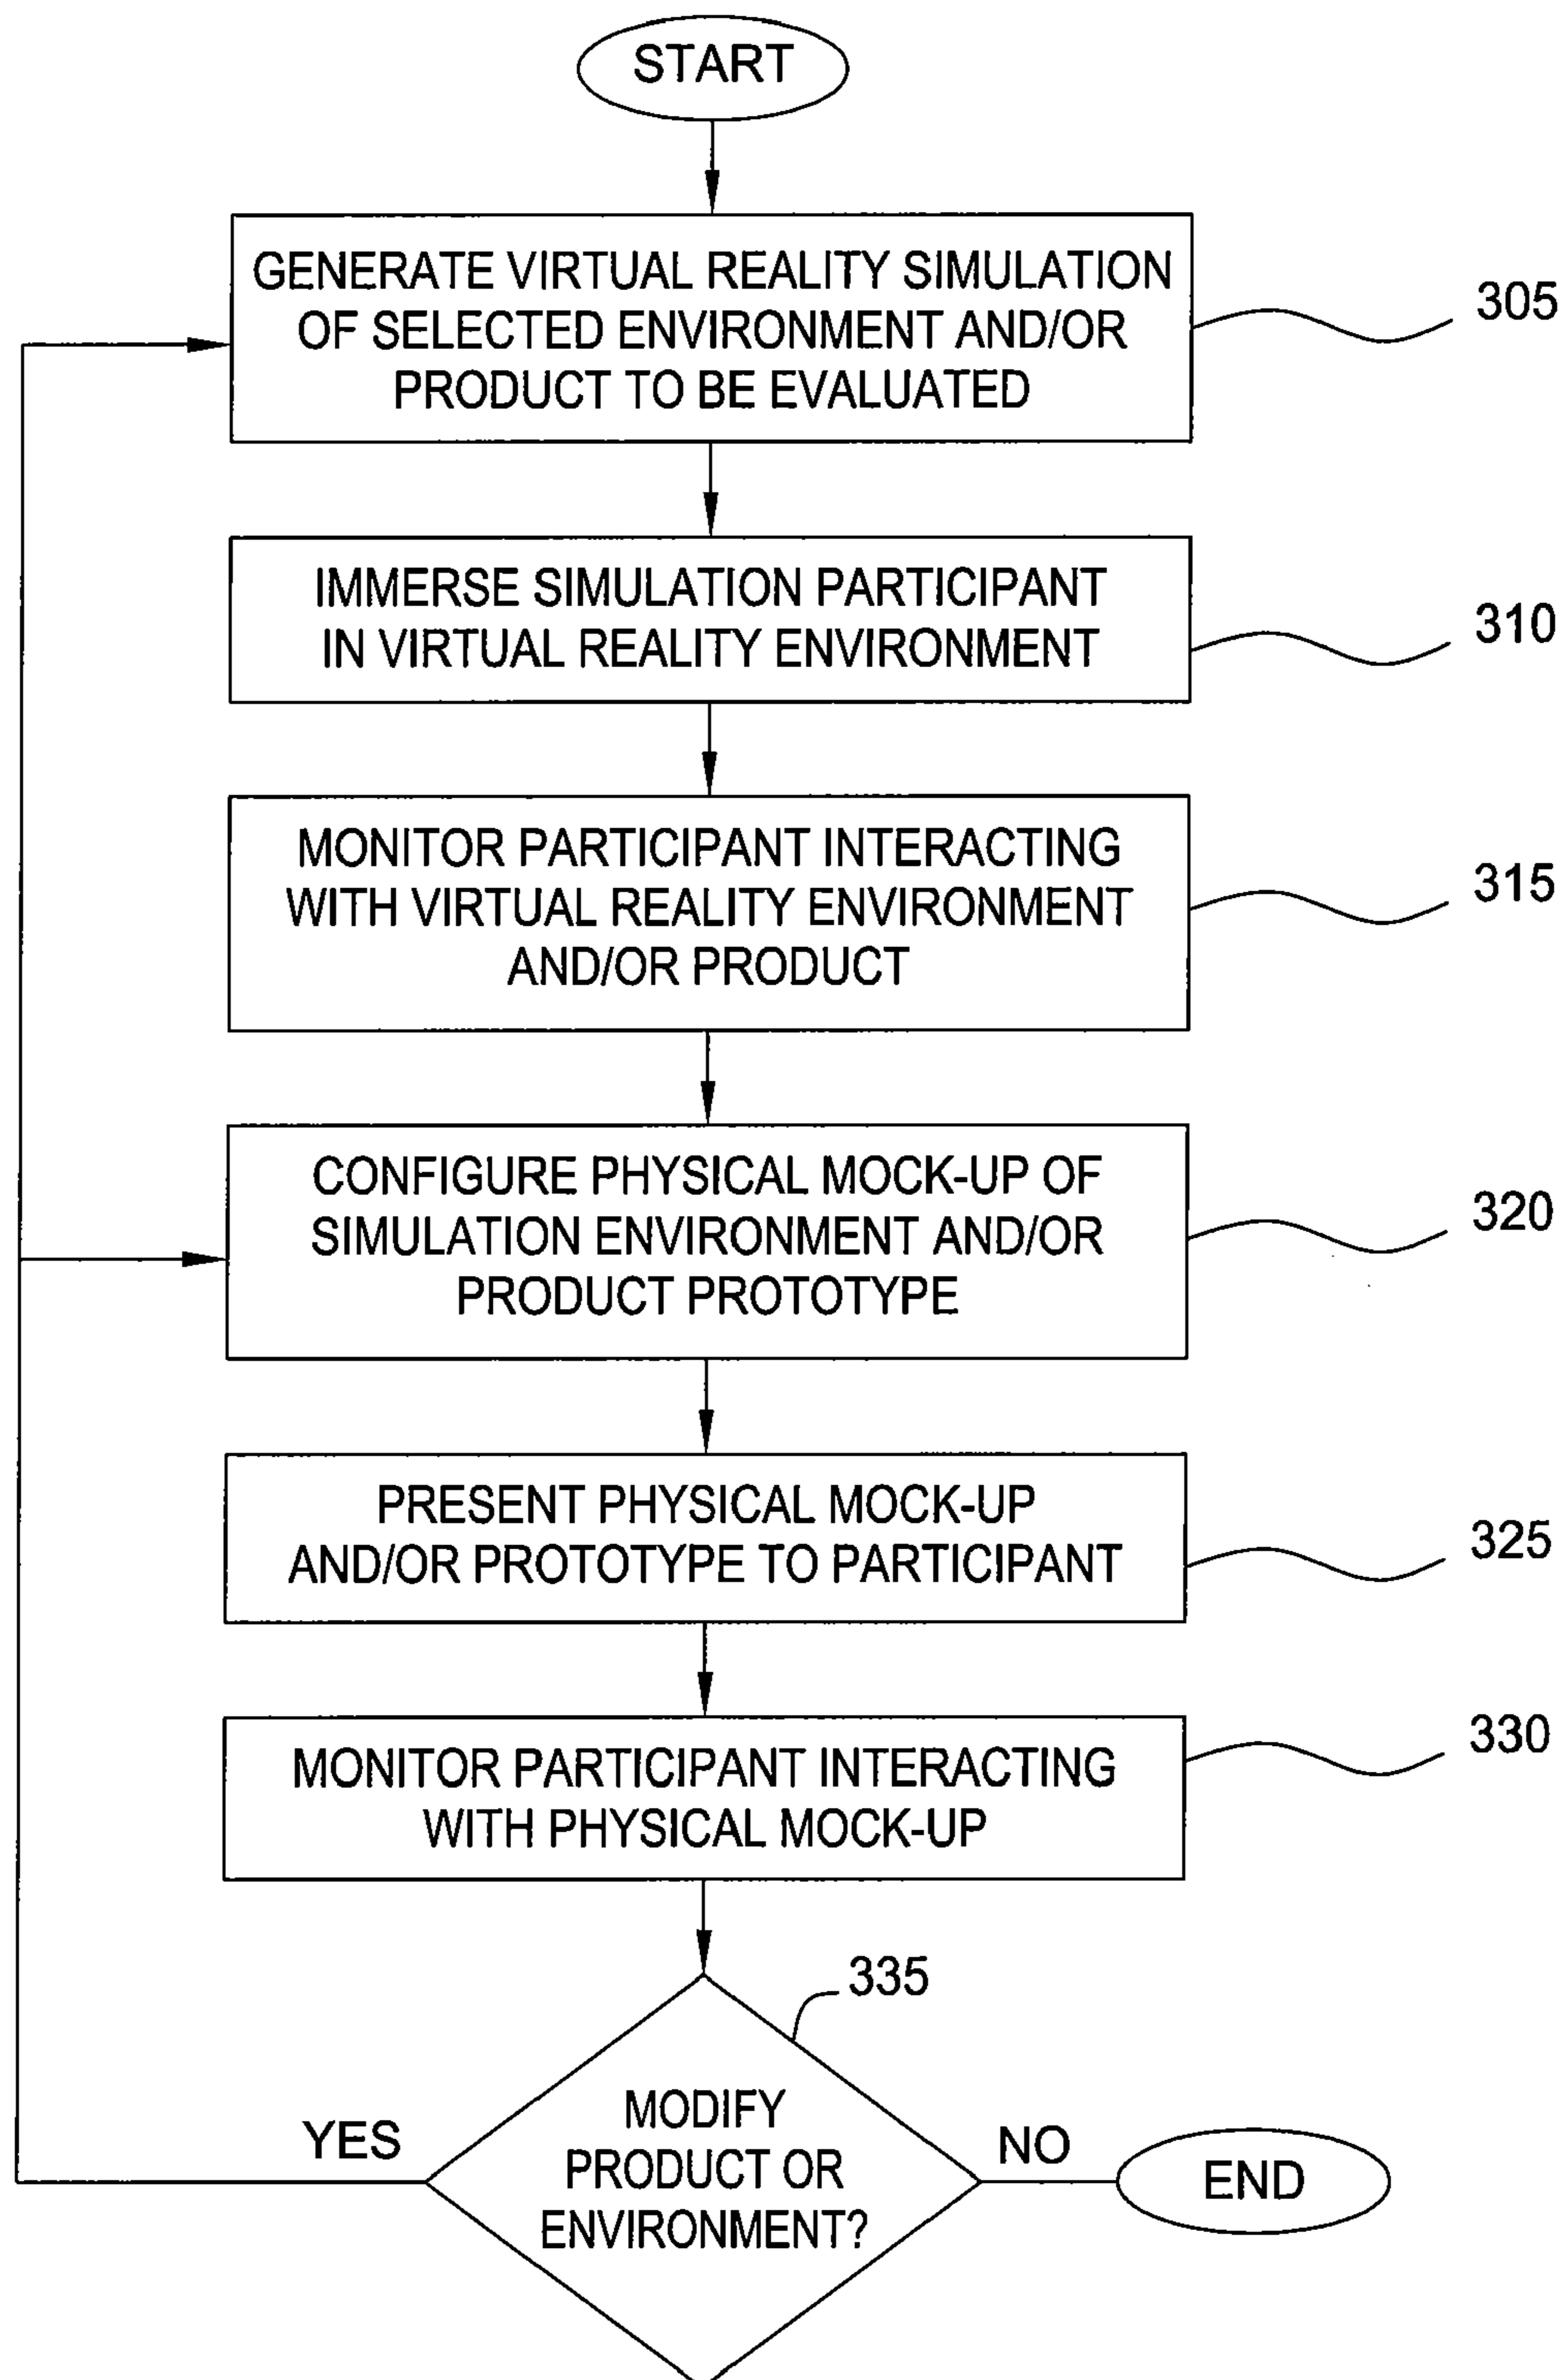 START
GENERATE VIRTUAL REALITY SIMULATION
OF SELECTED ENVIRONMENT AND/OR
PRODUCT TO BE EVALUATED
305
IMMERSE SIMULATION PARTICIPANT
IN VIRTUAL REALITY ENVIRONMENT
310
MONITOR PARTICIPANT INTERACTING
WITH VIRTUAL REALITY ENVIRONMENT
AND/OR PRODUCT
315
CONFIGURE PHYSICAL MOCK-UP OF
SIMULATION ENVIRONMENT AND/OR
PRODUCT PROTOTYPE
320
PRESENT PHYSICAL MOCK-UP
AND/OR PROTOTYPE TO PARTICIPANT
325
MONITOR PARTICIPANT INTERACTING
WITH PHYSICAL MOCK-UP
330
335
MODIFY
PRODUCT OR
ENVIRONMENT?
YES
NO
END